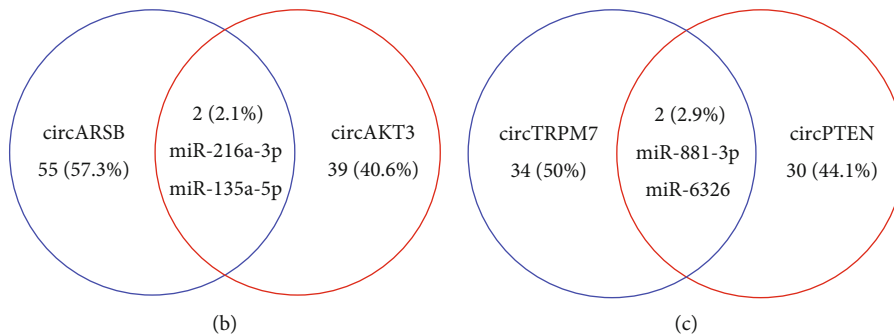 circARSB
55 (57.3%)
2 (2.1%)
miR-216a-3p
miR-135a-5p
circAKT3
39 (40.6%)
(b)
circTRPM7
34 (50%)
2 (2.9%)
miR-881-3p
miR-6326
circPTEN
30 (44.1%)
(c)